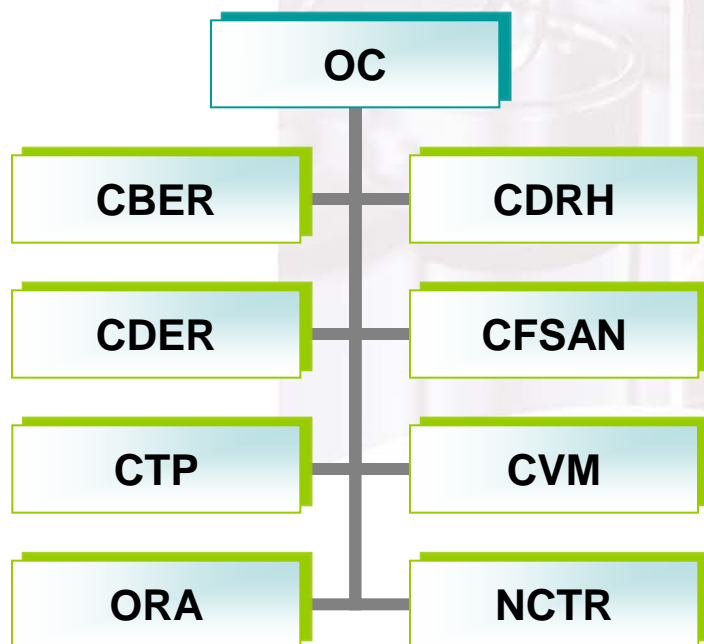 OC
CBER
CDRH
CDER
CFSAN
CTP
CVM
ORA
NCTR